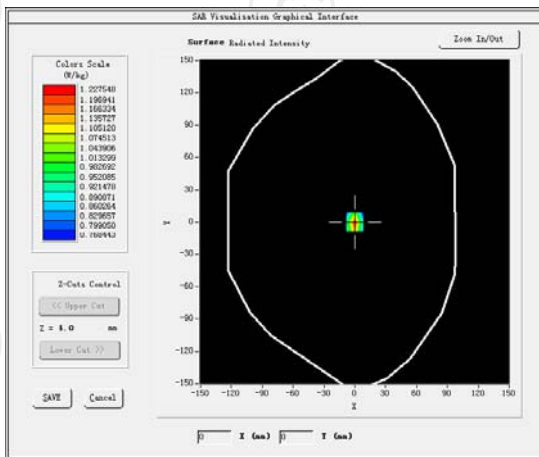 SAR Visualisation Graphical Interface
Surface Radiated Intensity
Zoom In/Out
Colors Scale
(W/kg)
1.227548
1.196941
1.166334
1.135727
1.105120
1.074513
1.043906
1.013299
0.982692
0.952085
0.921478
0.890871
0.860264
0.829657
0.799050
0.768443
150
120
90
60
30
0
-30
-60
-90
-120
-150
Y
-150
-120
-90
-60
-30
0
30
60
90
120
150
X
Z-Cuts Control
<< Upper Cut
Z = 4.0 mm
Lower Cut >>
SAVE
Cancel
0 X (mm) 0 Y (mm)